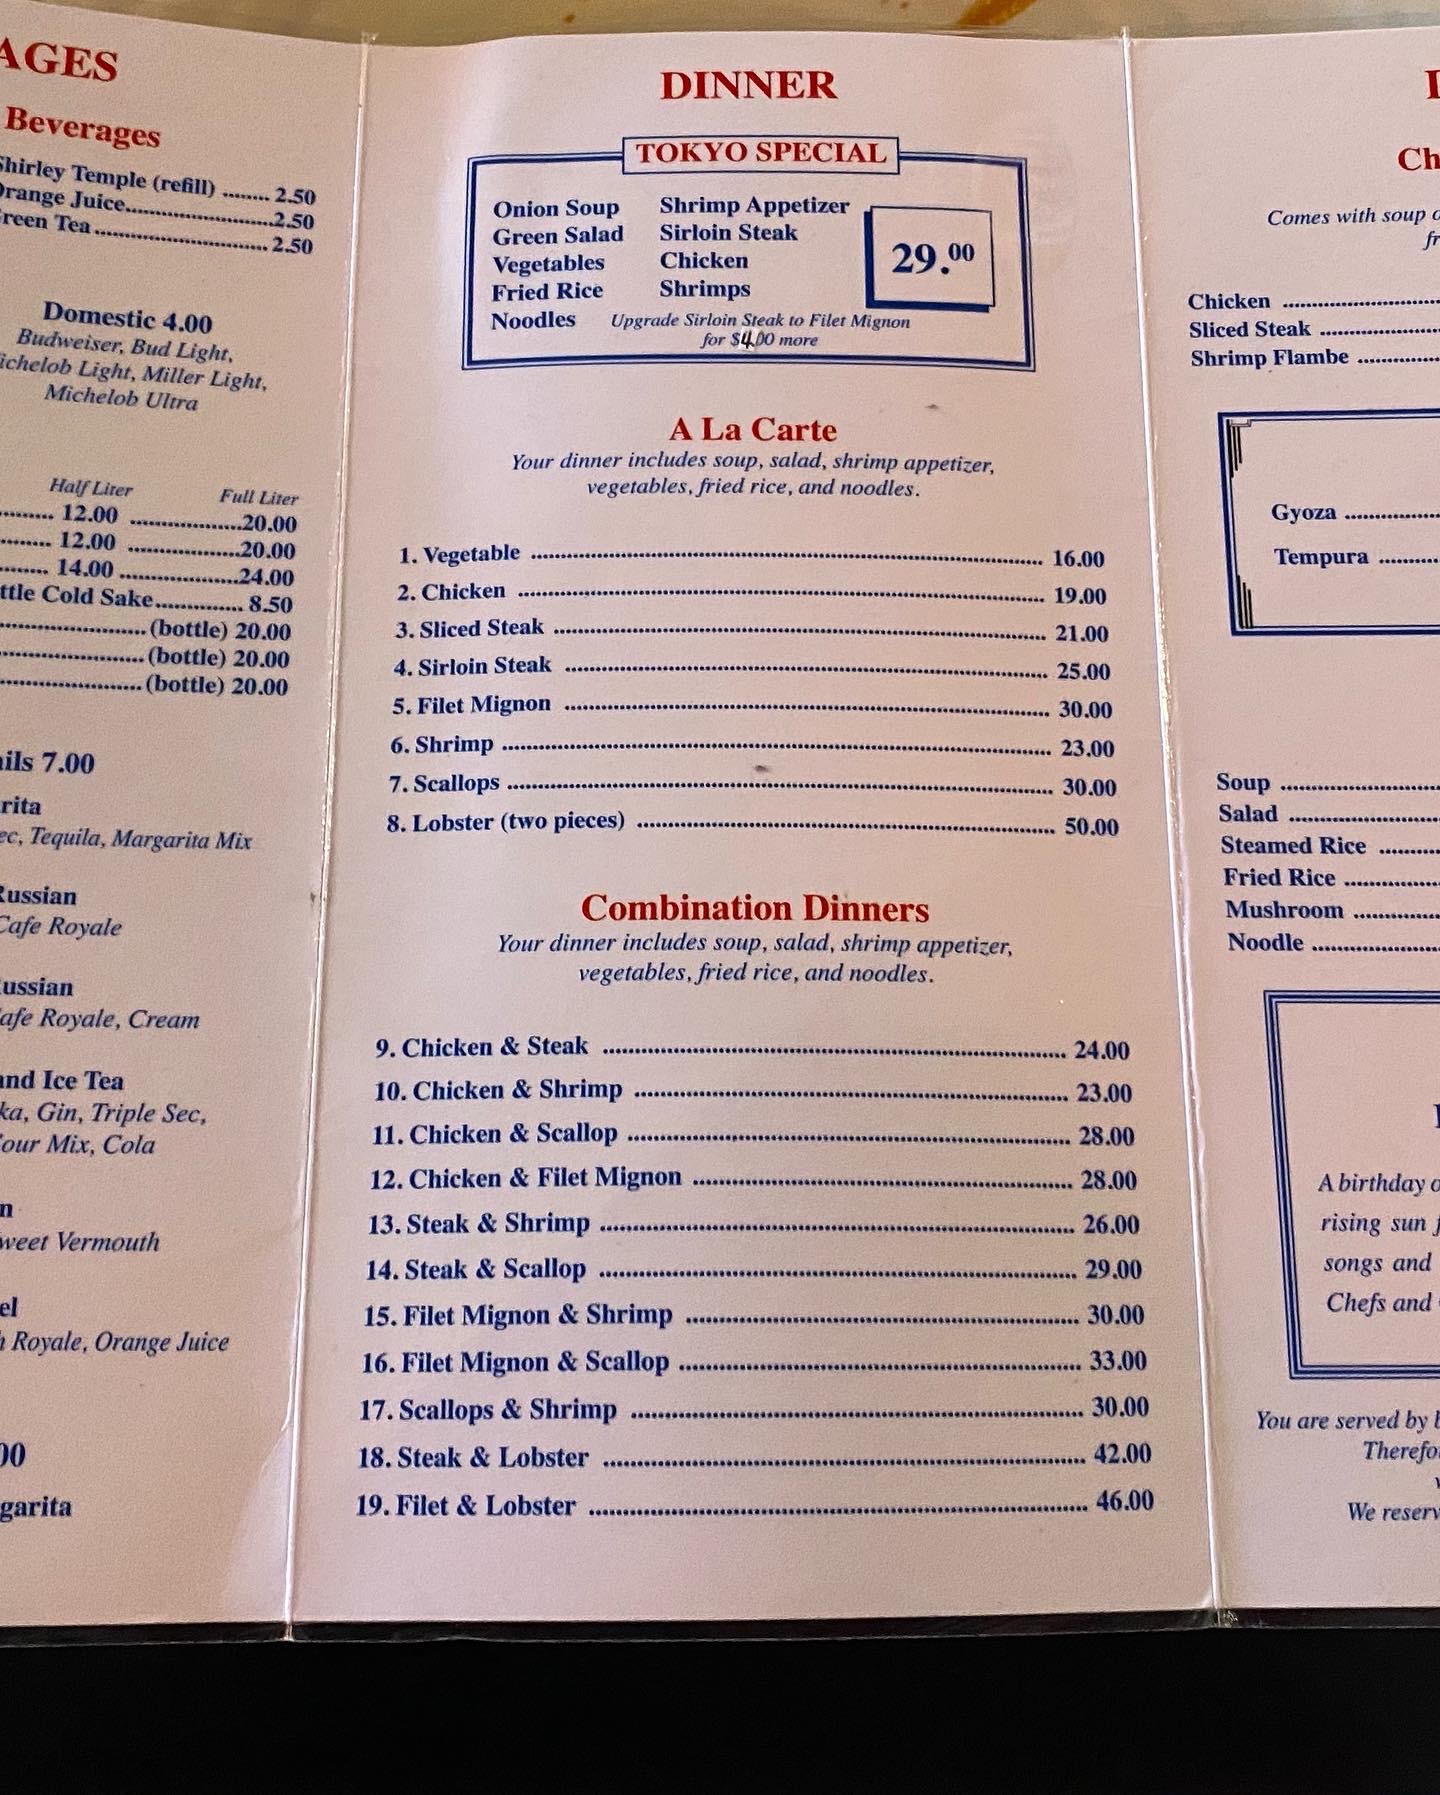 AGES
Beverages
Shirley Temple (refill) ........ 2.50
Orange Juice..........................2.50
Green Tea .............................. 2.50
Domestic 4.00
Budweiser, Bud Light,
Michelob Light, Miller Light,
Michelob Ultra
Half Liter Full Liter
......... 12.00 ...................20.00
........ 12.00 ...................20.00
........ 14.00 ....................24.00
ttle Cold Sake............... 8.50
..........................(bottle) 20.00
.........................(bottle) 20.00
.........................(bottle) 20.00
ils 7.00
rita
ec, Tequila, Margarita Mix
Russian
Cafe Royale
ussian
afe Royale, Cream
and Ice Tea
ka, Gin, Triple Sec,
our Mix, Cola
n
weet Vermouth
el
h Royale, Orange Juice
00
garita
DINNER
TOKYO SPECIAL
Onion Soup Shrimp Appetizer
Green Salad Sirloin Steak
Vegetables Chicken
Fried Rice Shrimps
Noodles
29.00
Upgrade Sirloin Steak to Filet Mignon
for $4.00 more
A La Carte
Your dinner includes soup, salad, shrimp appetizer,
vegetables, fried rice, and noodles.
1. Vegetable .......... 16.00
2. Chicken .......... 19.00
3. Sliced Steak .......... 21.00
4. Sirloin Steak .......... 25.00
5. Filet Mignon .......... 30.00
6. Shrimp .......... 23.00
7. Scallops .......... 30.00
8. Lobster (two pieces) .......... 50.00
Combination Dinners
Your dinner includes soup, salad, shrimp appetizer,
vegetables, fried rice, and noodles.
9. Chicken & Steak .......... 24.00
10. Chicken & Shrimp .......... 23.00
11. Chicken & Scallop .......... 28.00
12. Chicken & Filet Mignon .......... 28.00
13. Steak & Shrimp .......... 26.00
14. Steak & Scallop .......... 29.00
15. Filet Mignon & Shrimp .......... 30.00
16. Filet Mignon & Scallop .......... 33.00
17. Scallops & Shrimp .......... 30.00
18. Steak & Lobster .......... 42.00
19. Filet & Lobster .......... 46.00
Ch
Comes with soup o
fr
Chicken ..........
Sliced Steak ..........
Shrimp Flambe ..........
Gyoza ..........
Tempura ..........
Soup ..........
Salad ..........
Steamed Rice ..........
Fried Rice ..........
Mushroom ..........
Noodle ..........
A birthday o
rising sun f
songs and
Chefs and
You are served by
Therefo
We reserv